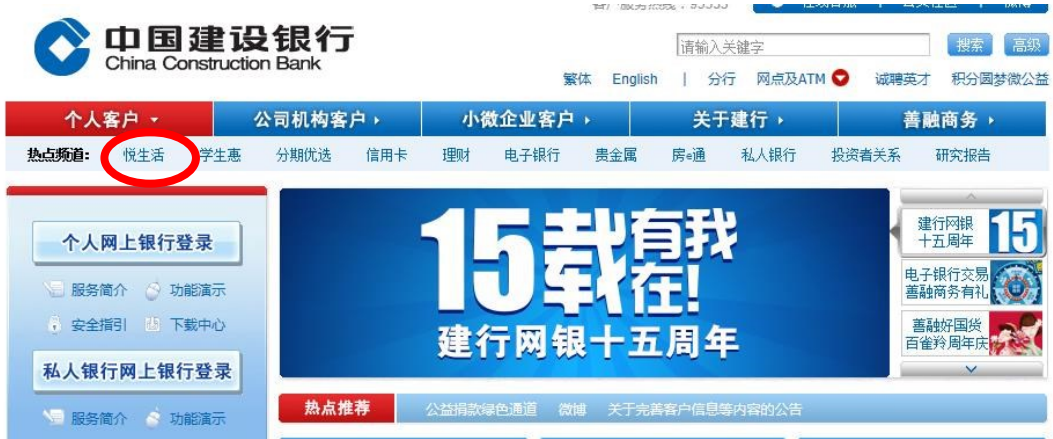 中国建设银行
China Construction Bank
请输入关键字 搜索 高级
繁体 English | 分行 网点及ATM 诚聘英才 积分圆梦微公益
个人客户 公司机构客户 小微企业客户 关于建行 善融商务
热点频道: 悦生活 学生惠 分期优选 信用卡 理财 电子银行 贵金属 房e通 私人银行 投资者关系 研究报告
个人网上银行登录
服务简介 功能演示
安全指引 下载中心
私人银行网上银行登录
服务简介 功能演示
15载有我在!
建行网银十五周年
建行网银
十五周年
15
电子银行交易
善融商务有礼
善融好国货
百雀羚周年庆
热点推荐 公益捐款绿色通道 微博 关于完善客户信息等内容的公告